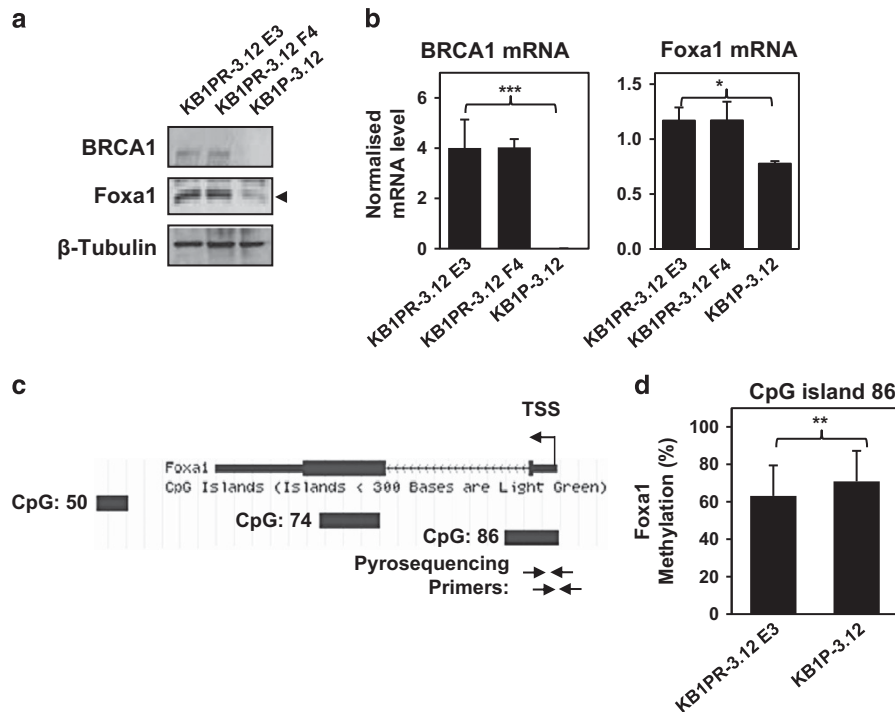 a
KB1PR-3.12 E3
KB1PR-3.12 F4
KB1P-3.12
BRCA1
Foxa1
β-Tubulin
b
BRCA1 mRNA
Normalised
mRNA level
6
4
2
0
***
KB1PR-3.12 E3
KB1PR-3.12 F4
KB1P-3.12
Foxa1 mRNA
1.5
1.0
0.5
0.0
*
KB1PR-3.12 E3
KB1PR-3.12 F4
KB1P-3.12
c
TSS
Foxa1
CpG Islands (Islands < 300 Bases are Light Green)
CpG: 50
CpG: 74
CpG: 86
Pyrosequencing
Primers:
d
CpG island 86
Foxa1
Methylation (%)
100
80
60
40
20
0
**
KB1PR-3.12 E3
KB1P-3.12